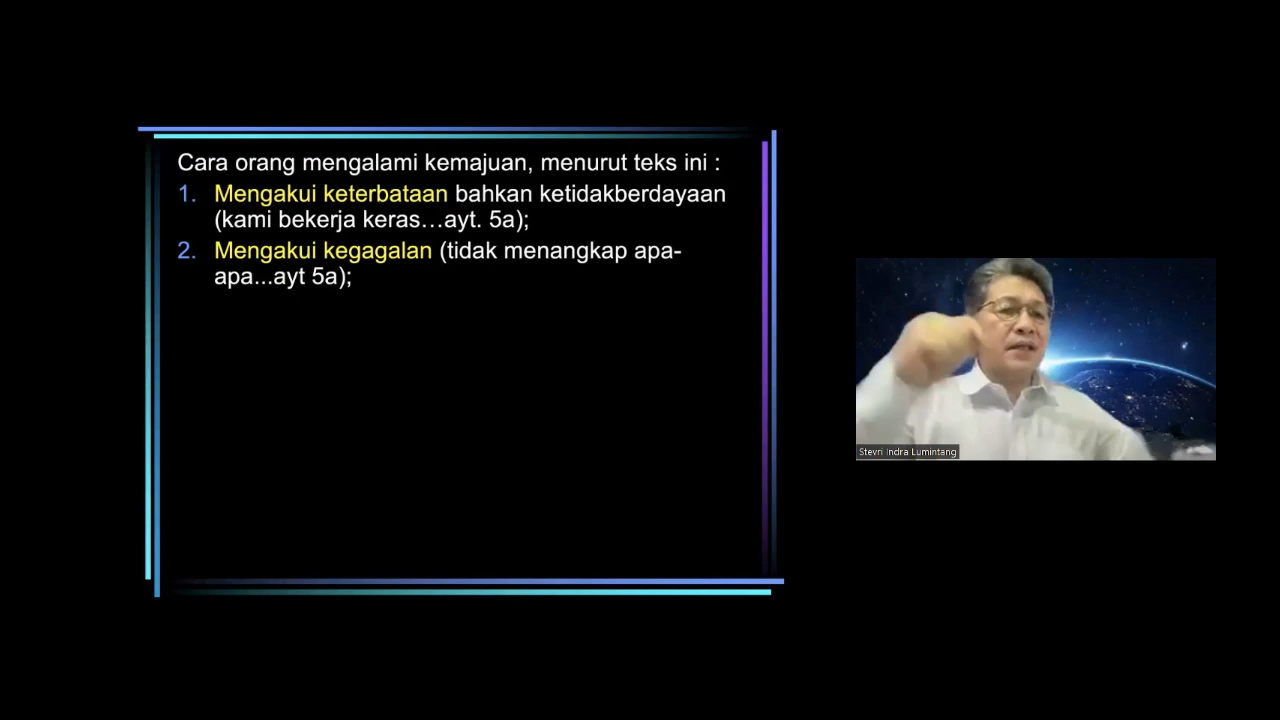 Cara orang mengalami kemajuan, menurut teks ini :
1. Mengakui keterbataan bahkan ketidakberdayaan
(kami bekerja keras…ayt. 5a);
2. Mengakui kegagalan (tidak menangkap apa-
apa...ayt 5a);
Stevri Indra Lumintang